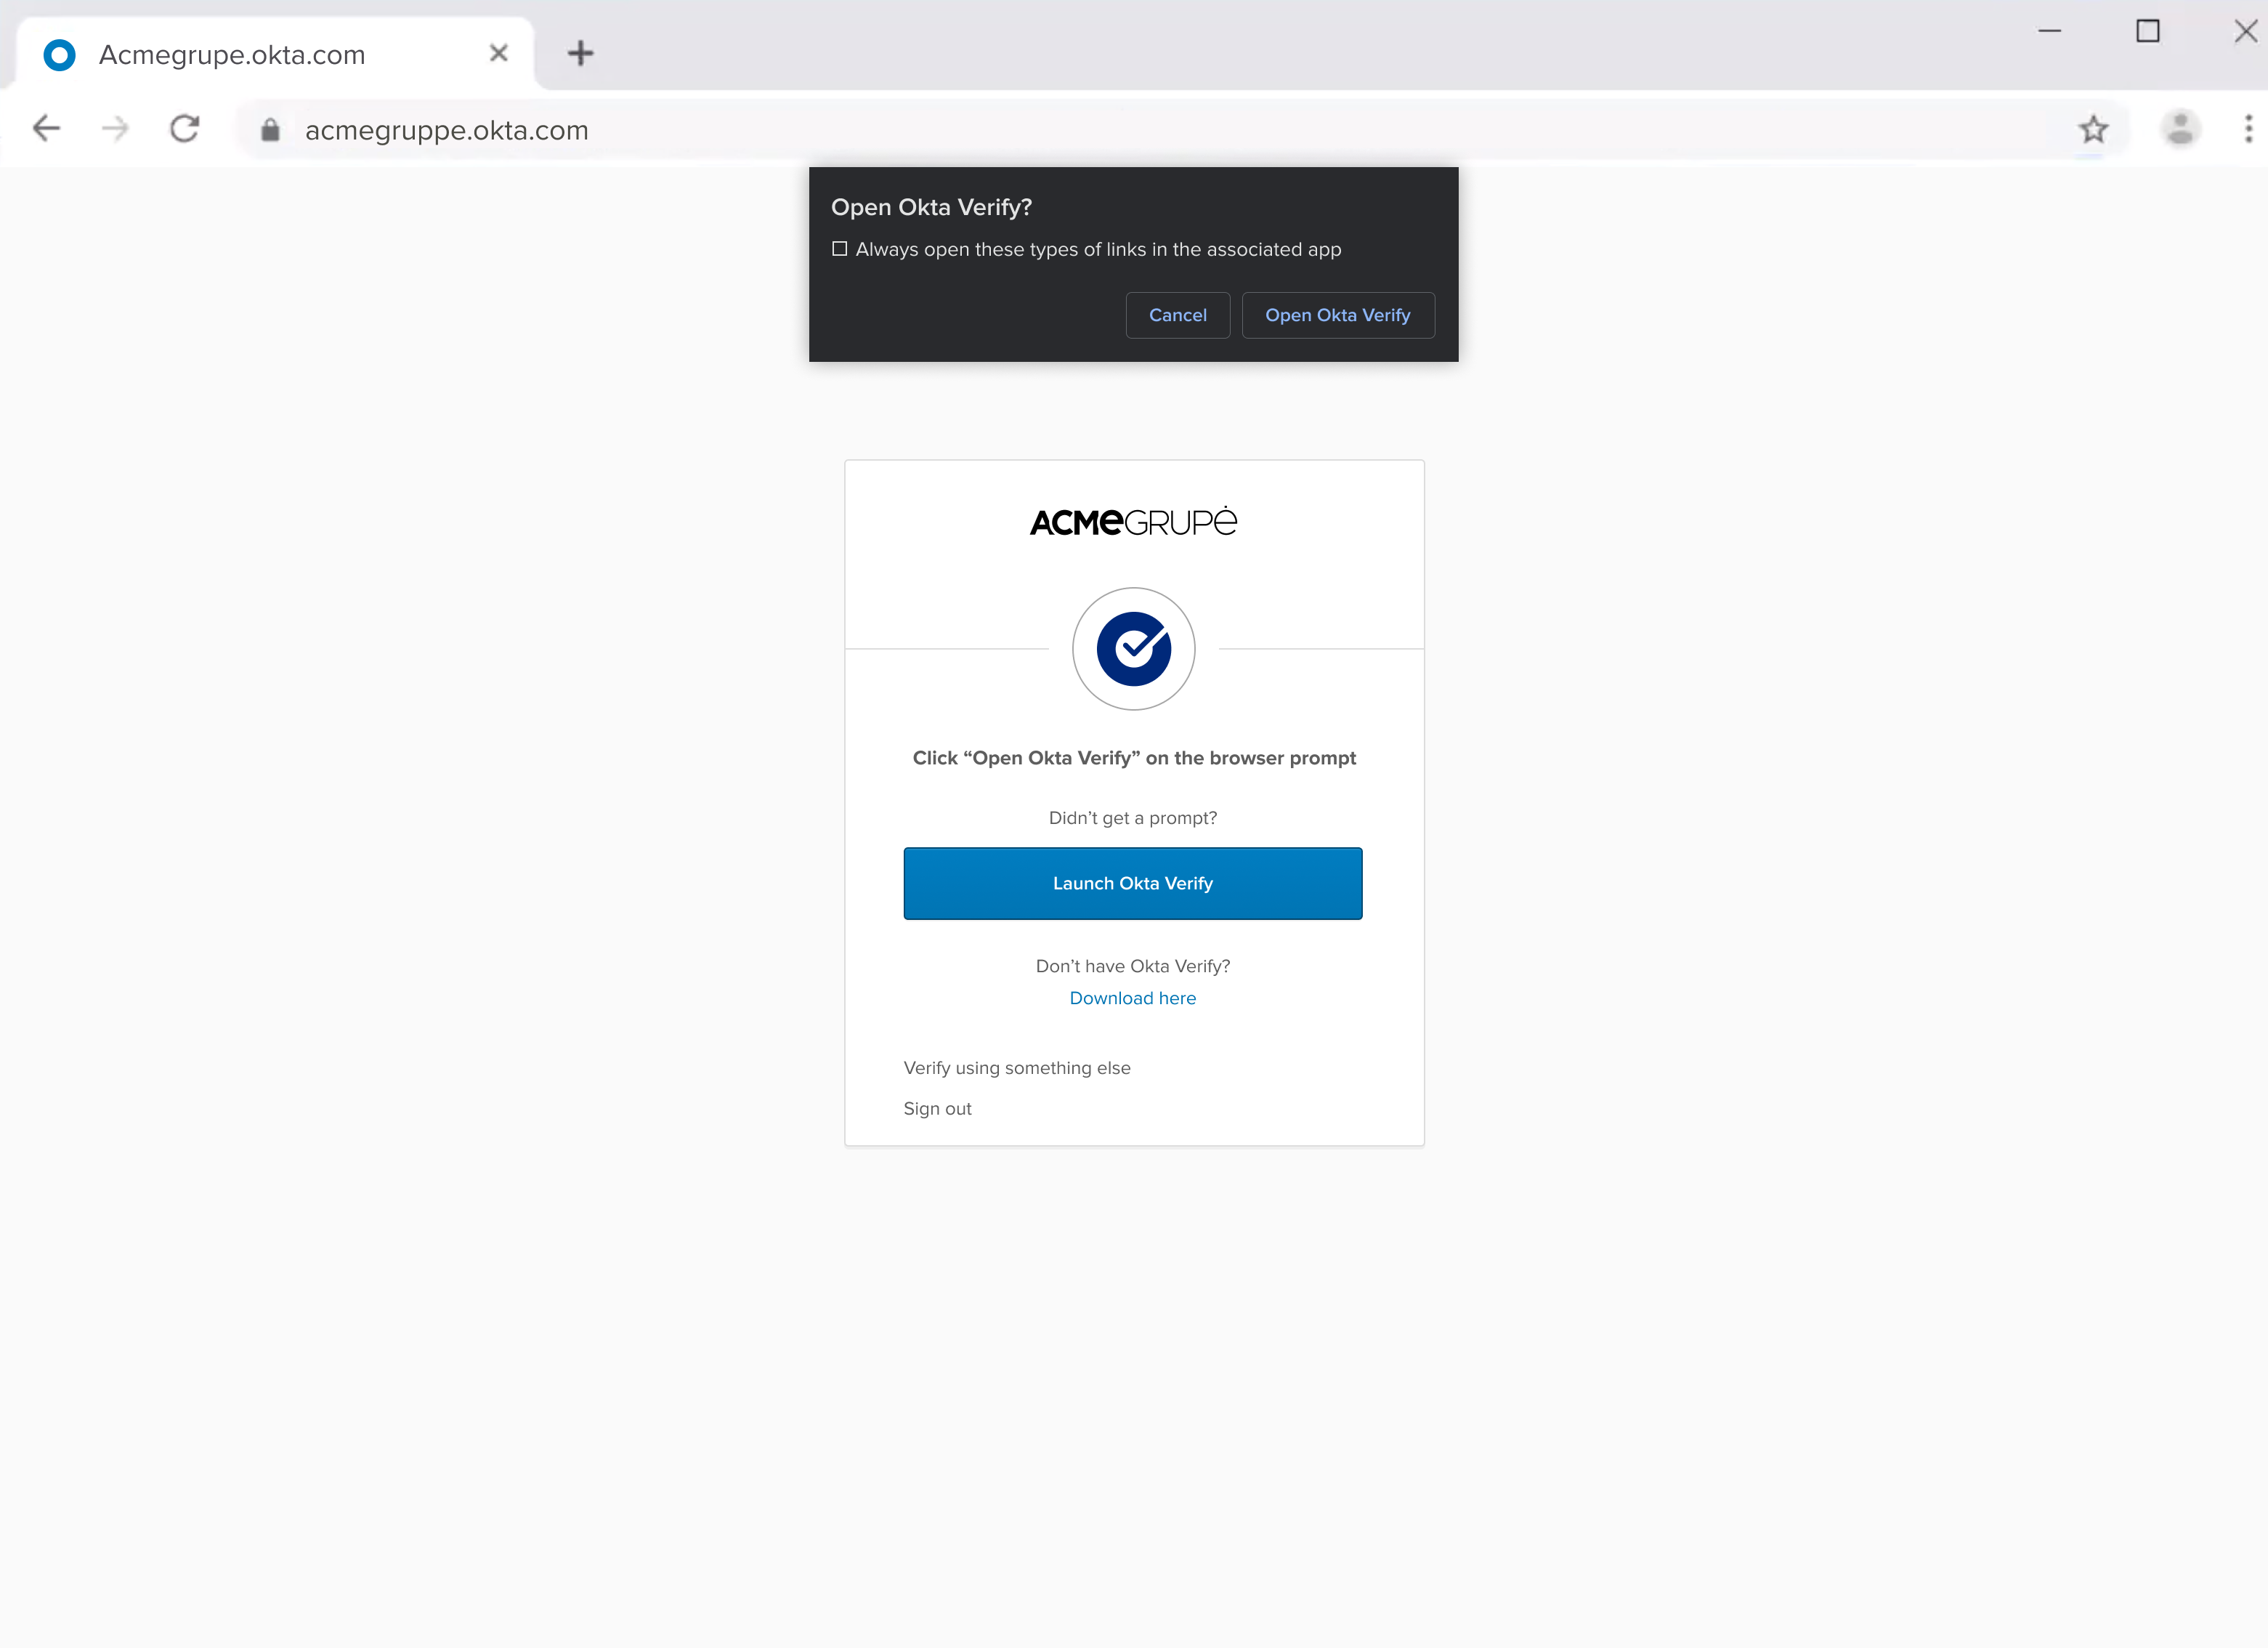 Acmegrupe.okta.com
acmegruppe.okta.com
Open Okta Verify?
Always open these types of links in the associated app
Cancel Open Okta Verify
ACMeGRUPė
Click “Open Okta Verify” on the browser prompt
Didn’t get a prompt?
Launch Okta Verify
Don’t have Okta Verify?
Download here
Verify using something else
Sign out